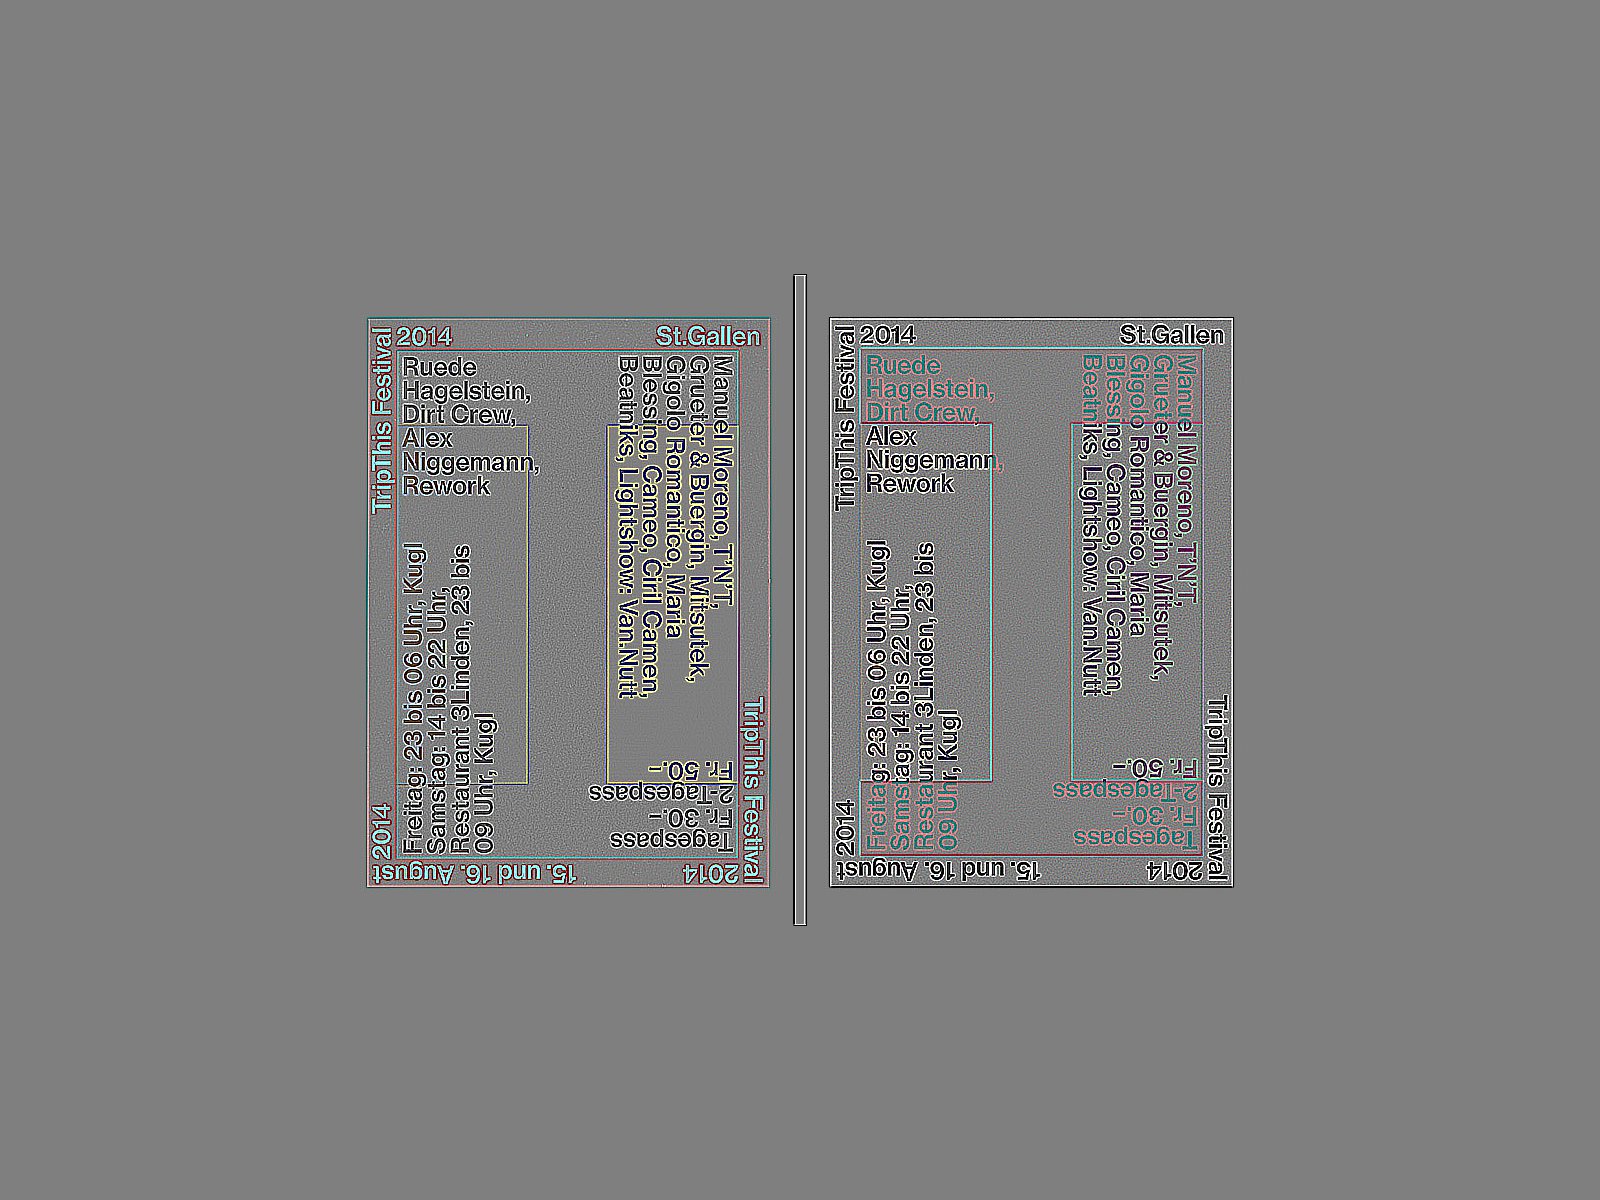 2014
St.Gallen
TripThis Festival
Ruede
Hagelstein,
Dirt Crew,
Alex
Niggemann,
Rework
Manuel Moreno, T'N'T,
Grueter & Buergin, Mitsutek,
Gigolo Romantico, Maria
Blessing, Cameo, Ciril Camen,
Beatniks, Lightshow: Van.Nutt
Freitag: 23 bis 06 Uhr, Kugl
Samstag: 14 bis 22 Uhr,
Restaurant 3Linden, 23 bis
09 Uhr, Kugl
Tagespass
Fr. 30.–
2-Tagespass
Fr. 50.–
TripThis Festival
2014
15. und 16. August
2014
2014
St.Gallen
TripThis Festival
Ruede
Hagelstein,
Dirt Crew,
Alex
Niggemann,
Rework
Manuel Moreno, T'N'T,
Grueter & Buergin, Mitsutek,
Gigolo Romantico, Maria
Blessing, Cameo, Ciril Camen,
Beatniks, Lightshow: Van.Nutt
Freitag: 23 bis 06 Uhr, Kugl
Samstag: 14 bis 22 Uhr,
Restaurant 3Linden, 23 bis
09 Uhr, Kugl
Tagespass
Fr. 30.–
2-Tagespass
Fr. 50.–
TripThis Festival
2014
15. und 16. August
2014